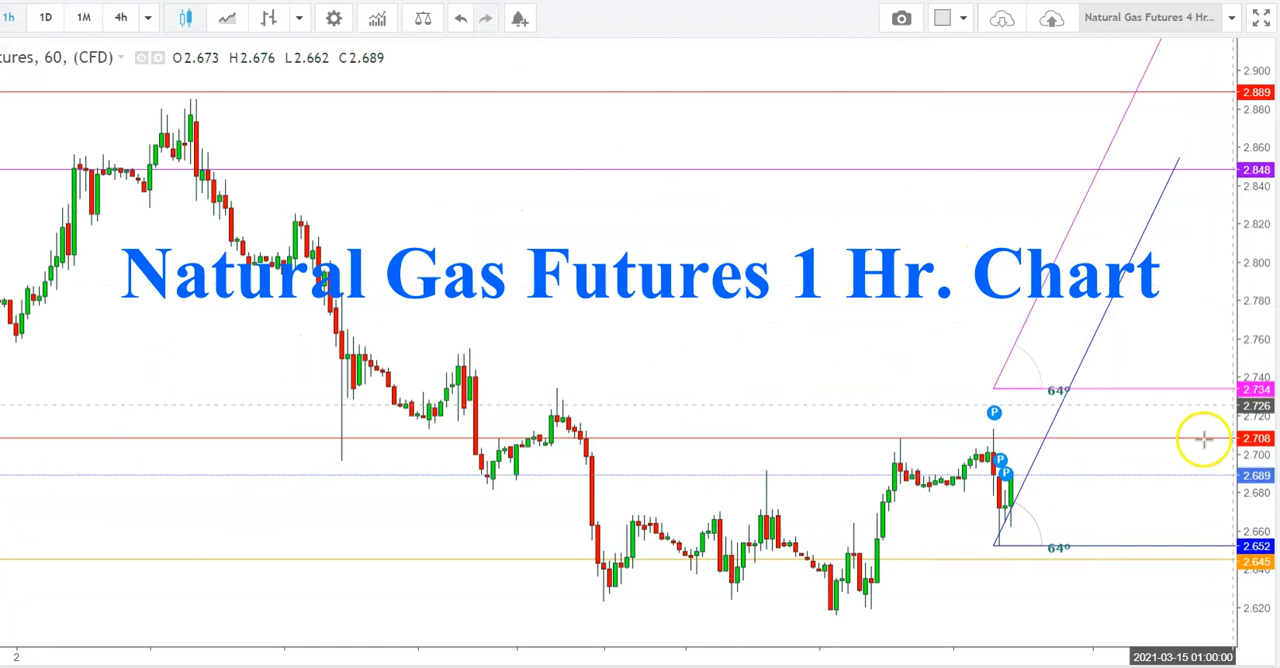 1h 1D 1M 4h Natural Gas Futures 4 Hr...
tures, 60, (CFD) O2.673 H2.676 L2.662 C2.689
2.900
2.889
2.880
2.860
2.848
2.840
2.820
2.800
Natural Gas Futures 1 Hr. Chart
2.780
2.760
2.740
64º 2.734
2.726
P
2.720
2.708
2.700
P
P 2.689
2.680
2.660
64º 2.652
2.645
2.640
2.620
2 2021-03-15 01:00:00